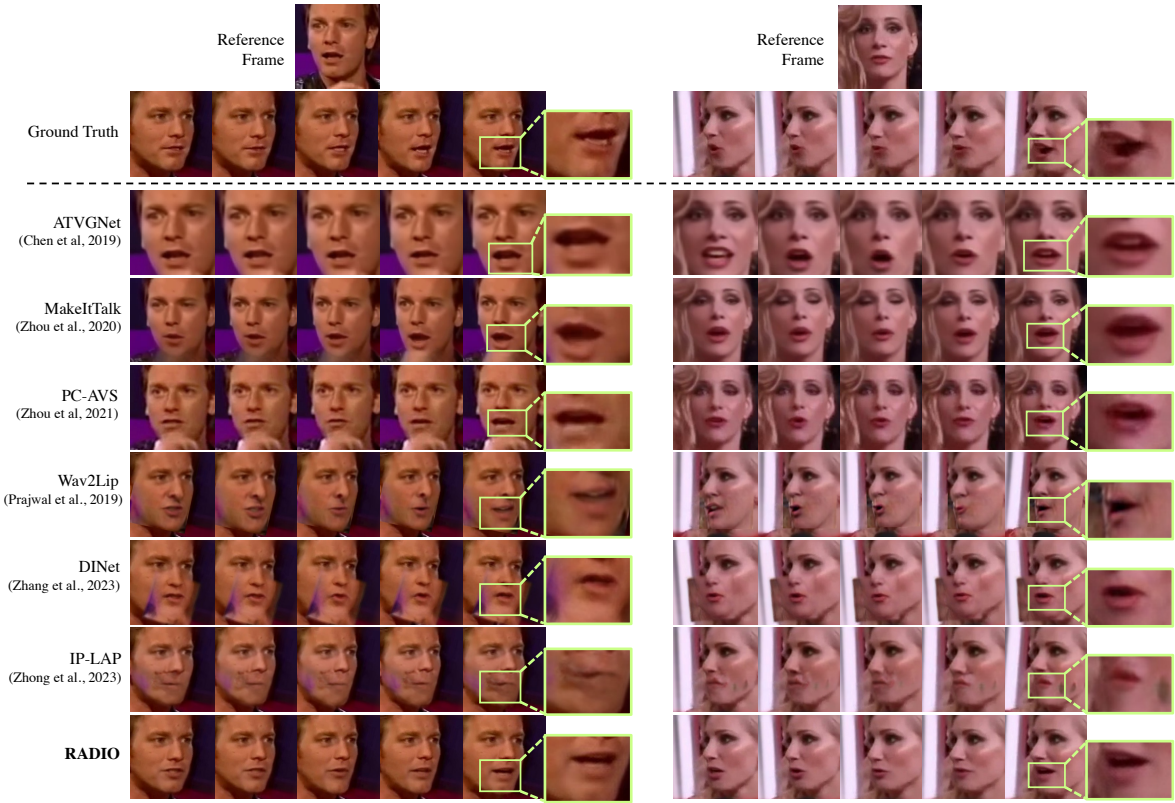 Reference
Frame
Reference
Frame
Ground Truth
ATVGNet
(Chen et al, 2019)
MakeItTalk
(Zhou et al., 2020)
PC-AVS
(Zhou et al, 2021)
Wav2Lip
(Prajwal et al., 2019)
DINet
(Zhang et al., 2023)
IP-LAP
(Zhong et al., 2023)
RADIO